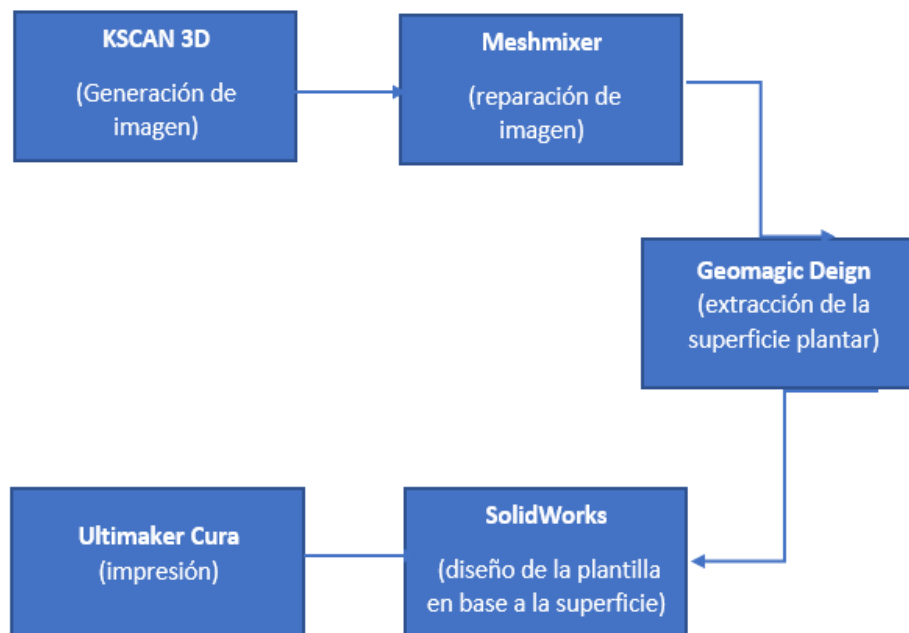 KSCAN 3D
(Generación de
imagen)
Meshmixer
(reparación de
imagen)
Geomagic Deign
(extracción de la
superficie plantar)
SolidWorks
(diseño de la plantilla
en base a la superficie)
Ultimaker Cura
(impresión)